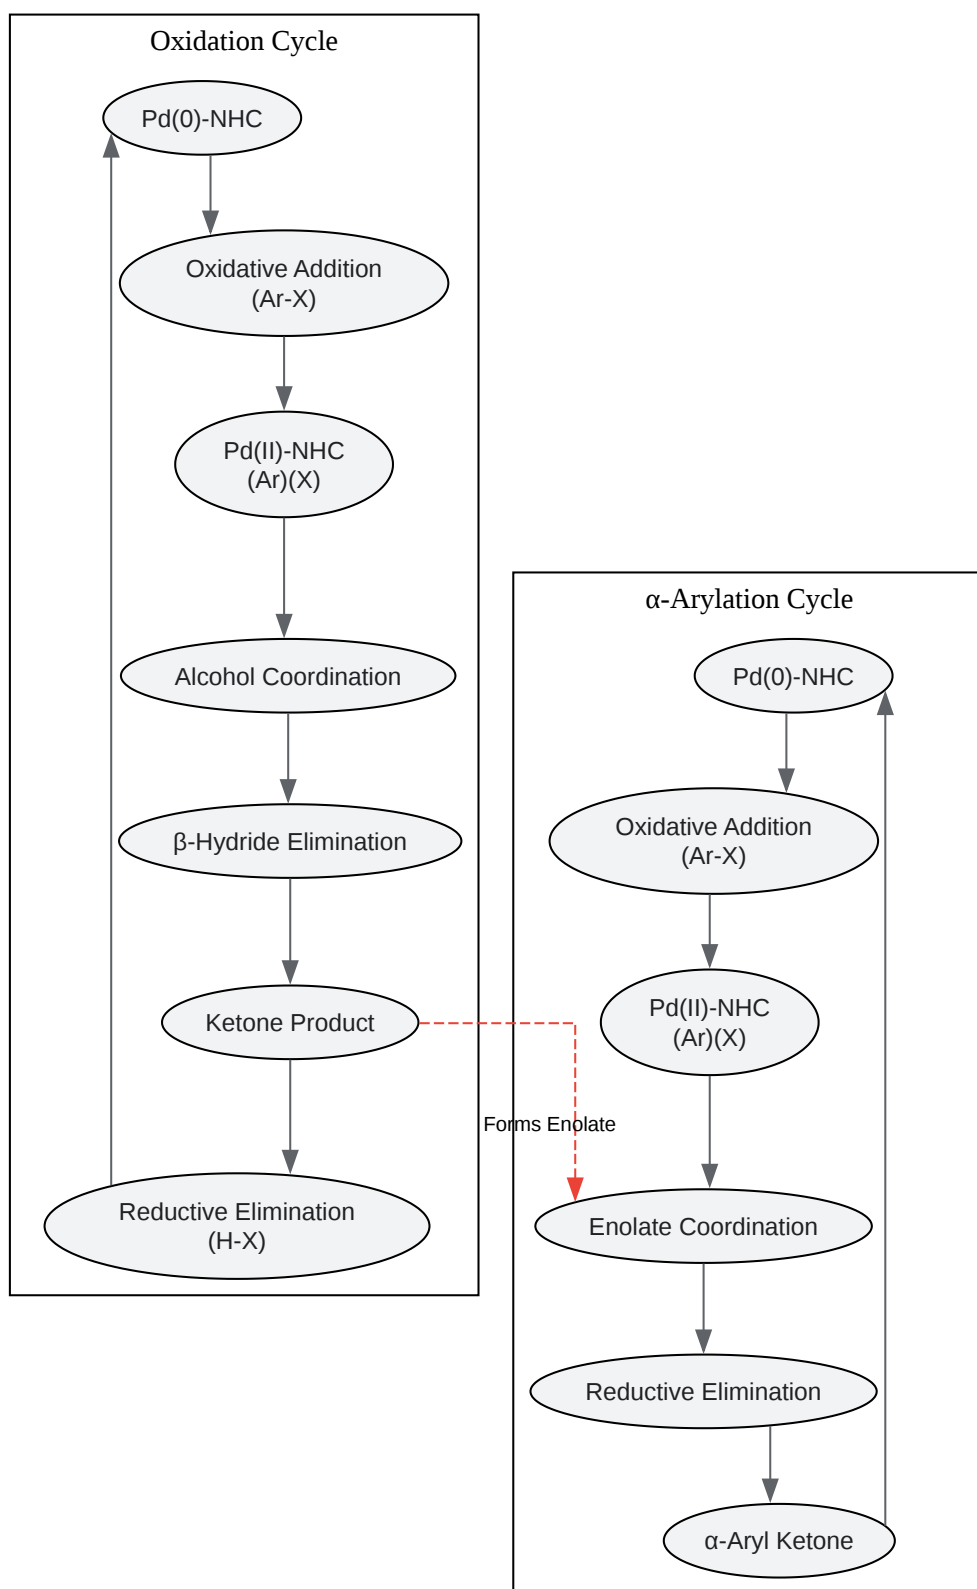 Oxidation Cycle
Pd(0)-NHC
Oxidative Addition
(Ar-X)
Pd(II)-NHC
(Ar)(X)
Alcohol Coordination
β-Hydride Elimination
Ketone Product
Reductive Elimination
(H-X)
Forms Enolate
α-Arylation Cycle
Pd(0)-NHC
Oxidative Addition
(Ar-X)
Pd(II)-NHC
(Ar)(X)
Enolate Coordination
Reductive Elimination
α-Aryl Ketone